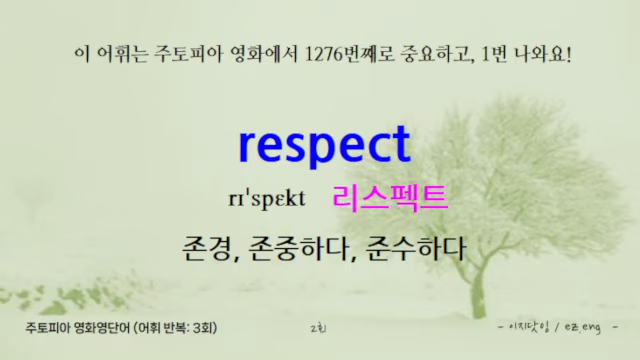 이 어휘는 주토피아 영화에서 1276번째로 중요하고, 1번 나와요!
respect
rɪˈspɛkt 리스펙트
존경, 존중하다, 준수하다
주토피아 영화영단어 (어휘 반복: 3회) 2회 - 이지닷잉 / ez.eng -